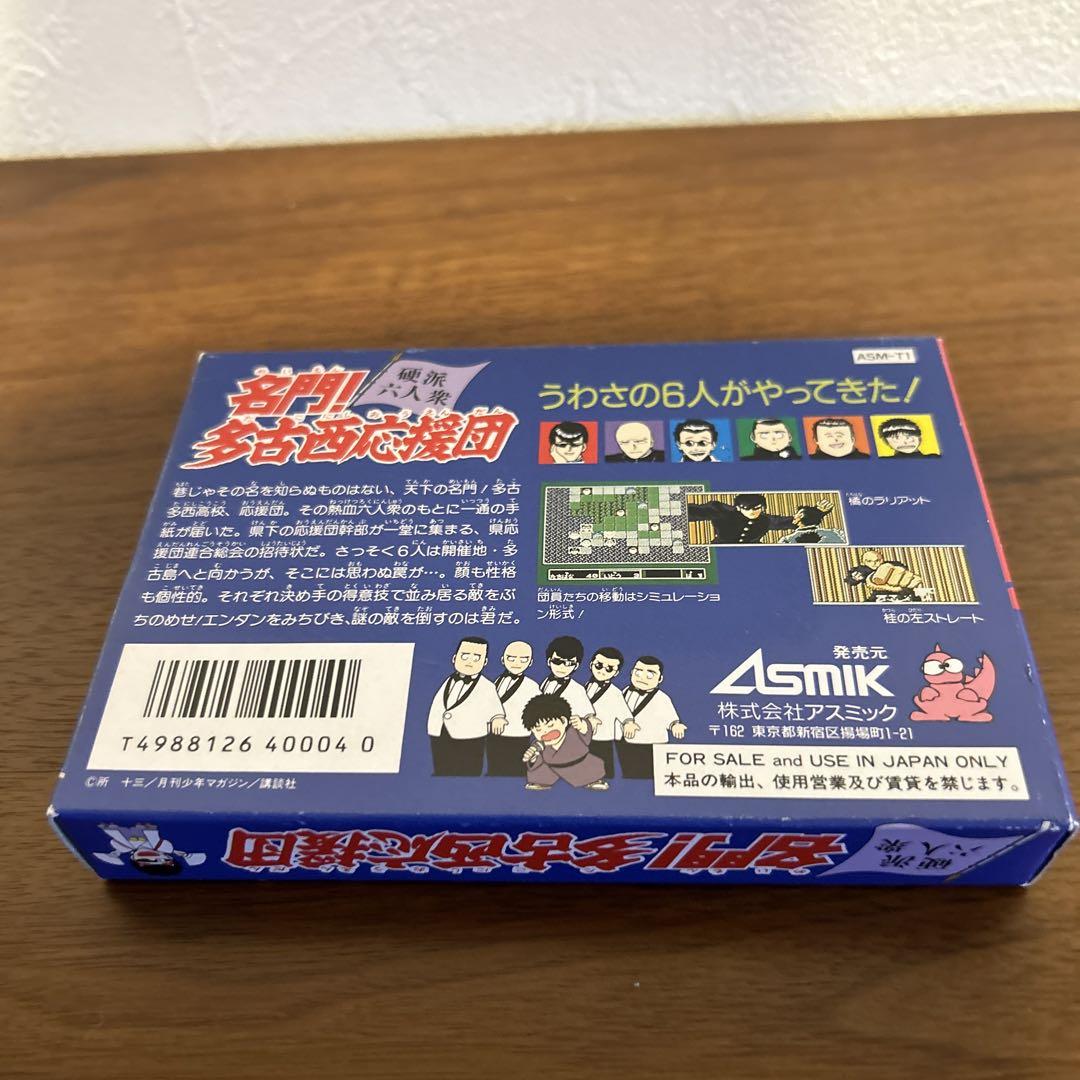 ASM-T1
硬派
六人衆
名門!
多古西応援団
うわさの6人がやってきた!
巷じゃその名を知らぬものはない、天下の名門!多古
多西高校、応援団。その熱血六人衆のもとに一通の手
紙が届いた。県下の応援団幹部が一堂に集まる、県応
援団連合総会の招待状だ。さっそく6人は開催地・多
古島へと向かうが、そこには思わぬ罠が…。顔も性格
も個性的。それぞれ決め手の得意技で並み居る敵をぶ
ちのめせ!エンダンをみちびき、謎の敵を倒すのは君だ。
橘のラリアット
桂の左ストレート
団員たちの移動はシミュレーショ
ン形式!
発売元
ASMIK
株式会社アスミック
〒162 東京都新宿区揚場町1-21
T4988126 400040
FOR SALE and USE IN JAPAN ONLY
本品の輸出、使用営業及び賃貸を禁じます。
©所 十三/月刊少年マガジン/講談社
硬派
六人衆
名門!多古西応援団